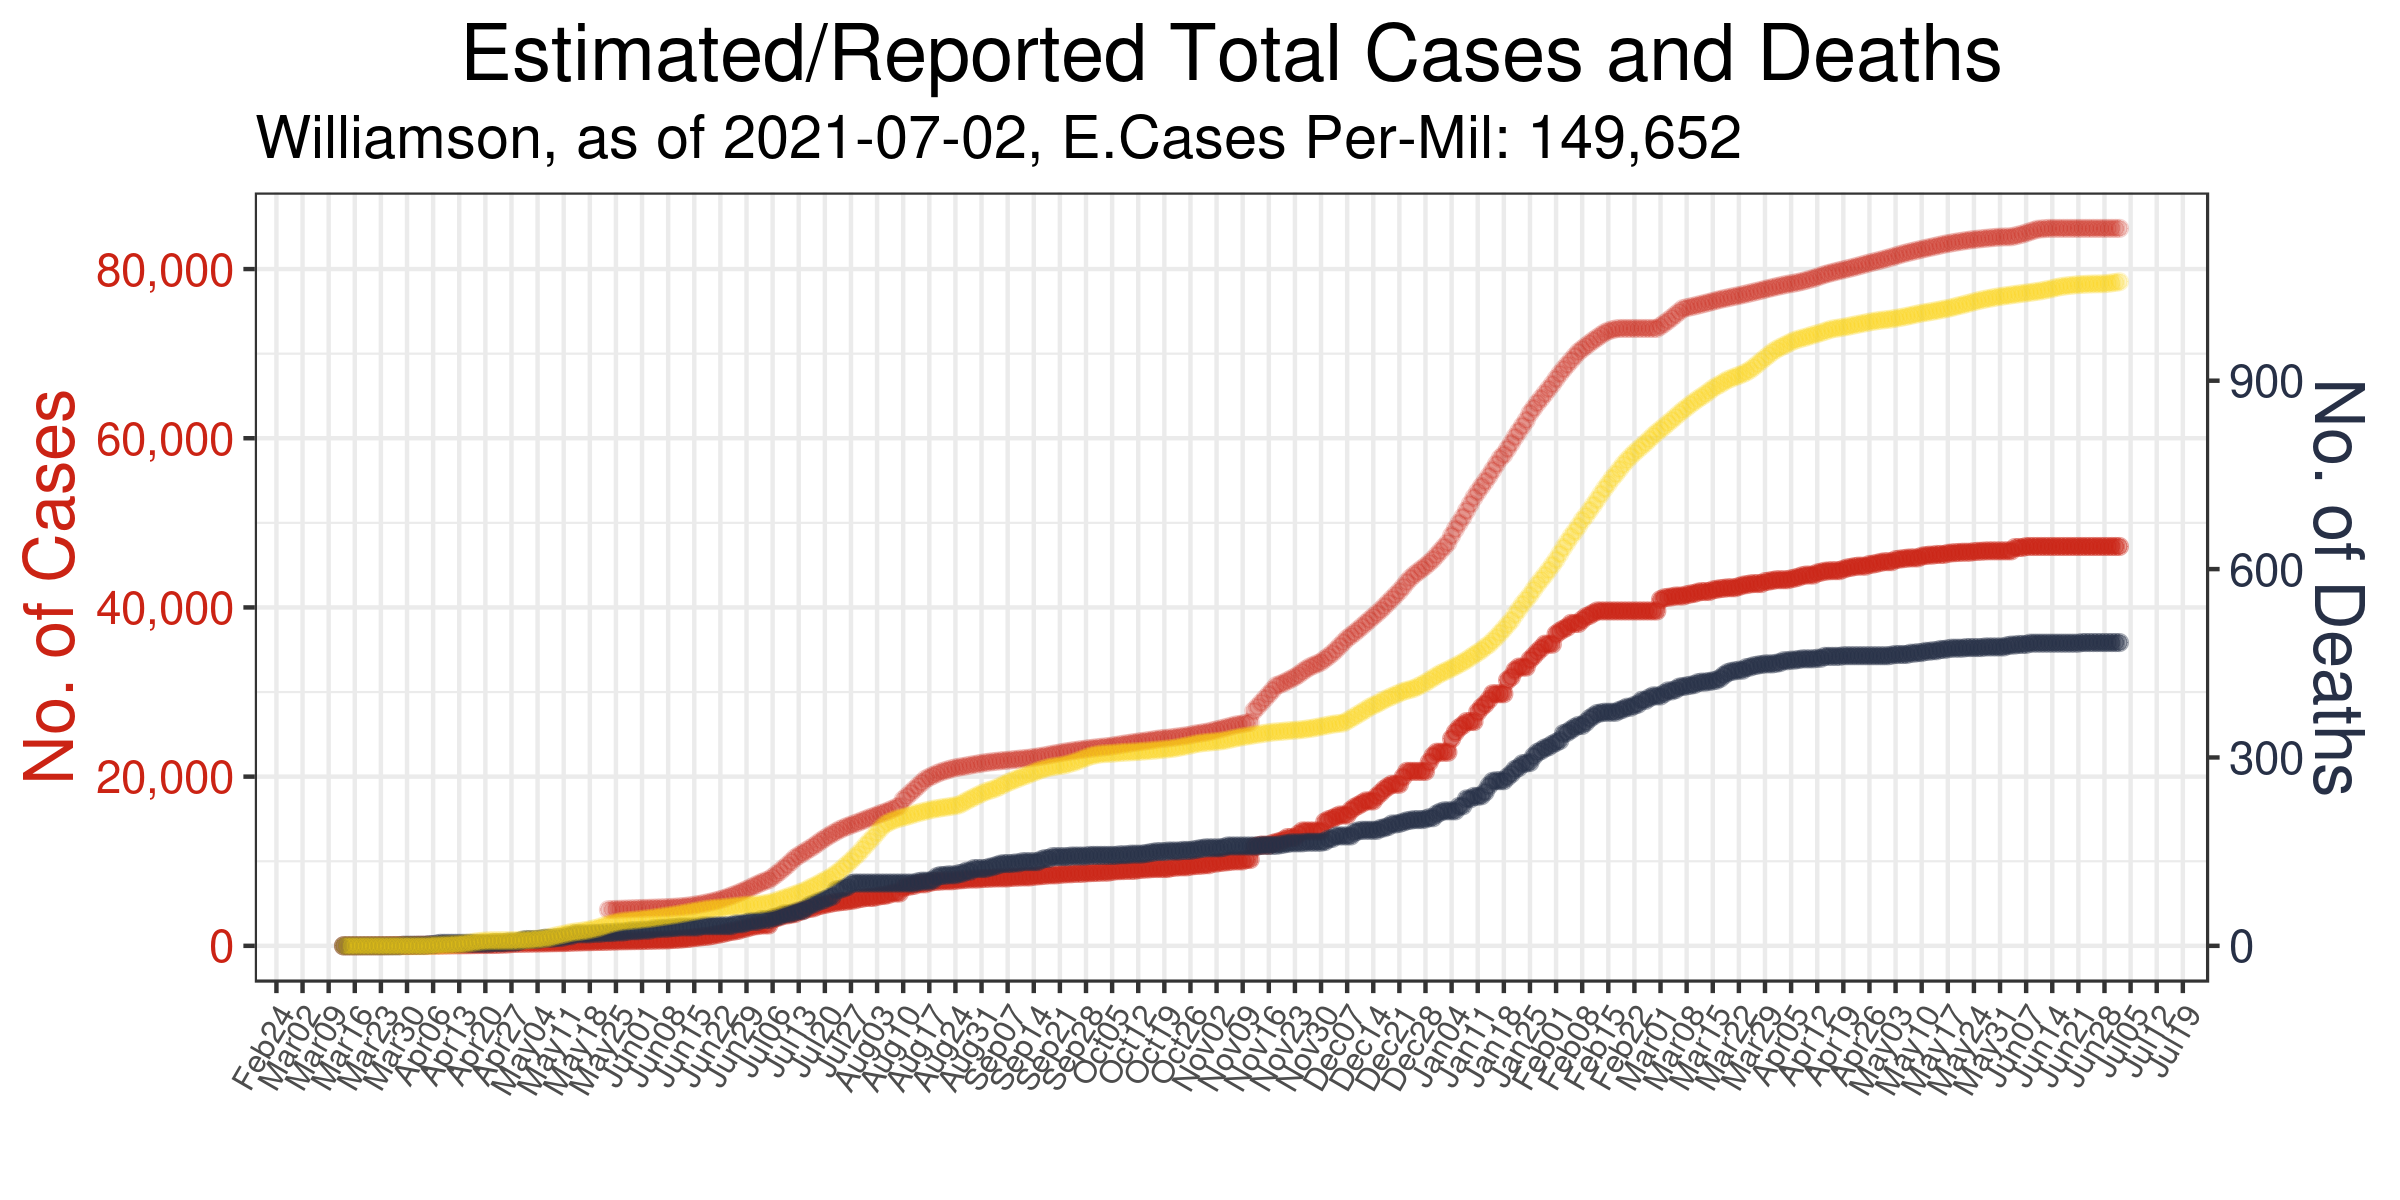 Estimated/Reported Total Cases and Deaths
Williamson, as of 2021-07-02, E.Cases Per-Mil: 149,652
No. of Cases
80,000
60,000
40,000
20,000
0
No. of Deaths
900
600
300
0
Feb24
Mar02
Mar09
Mar16
Mar23
Mar30
Apr06
Apr13
Apr20
Apr27
May04
May11
May18
May25
Jun01
Jun08
Jun15
Jun22
Jun29
Jul06
Jul13
Jul20
Jul27
Aug03
Aug10
Aug17
Aug24
Aug31
Sep07
Sep14
Sep21
Sep28
Oct05
Oct12
Oct19
Oct26
Nov02
Nov09
Nov16
Nov23
Nov30
Dec07
Dec14
Dec21
Dec28
Jan04
Jan11
Jan18
Jan25
Feb01
Feb08
Feb15
Feb22
Mar01
Mar08
Mar15
Mar22
Mar29
Apr05
Apr12
Apr19
Apr26
May03
May10
May17
May24
May31
Jun07
Jun14
Jun21
Jun28
Jul05
Jul12
Jul19